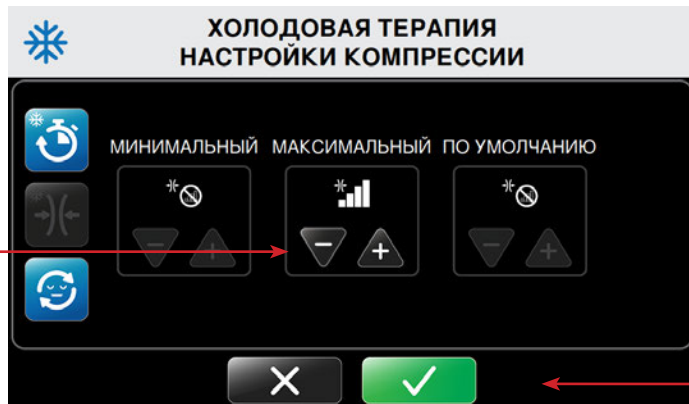 ХОЛОДОВАЯ ТЕРАПИЯ
НАСТРОЙКИ КОМПРЕССИИ
МИНИМАЛЬНЫЙ МАКСИМАЛЬНЫЙ ПО УМОЛЧАНИЮ